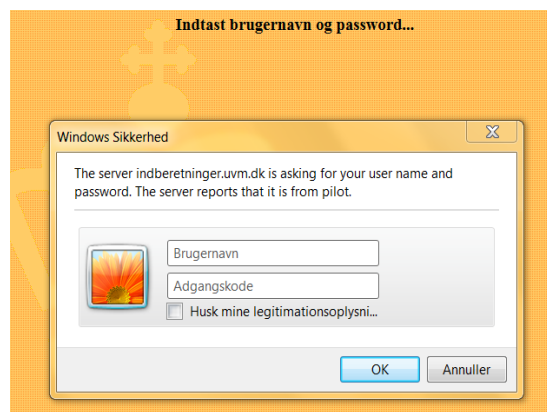 Indtast brugernavn og password...
Windows Sikkerhed
The server indberetninger.uvm.dk is asking for your user name and
password. The server reports that it is from pilot.
Brugernavn
Adgangskode
Husk mine legitimationsoplysni...
OK Annuller